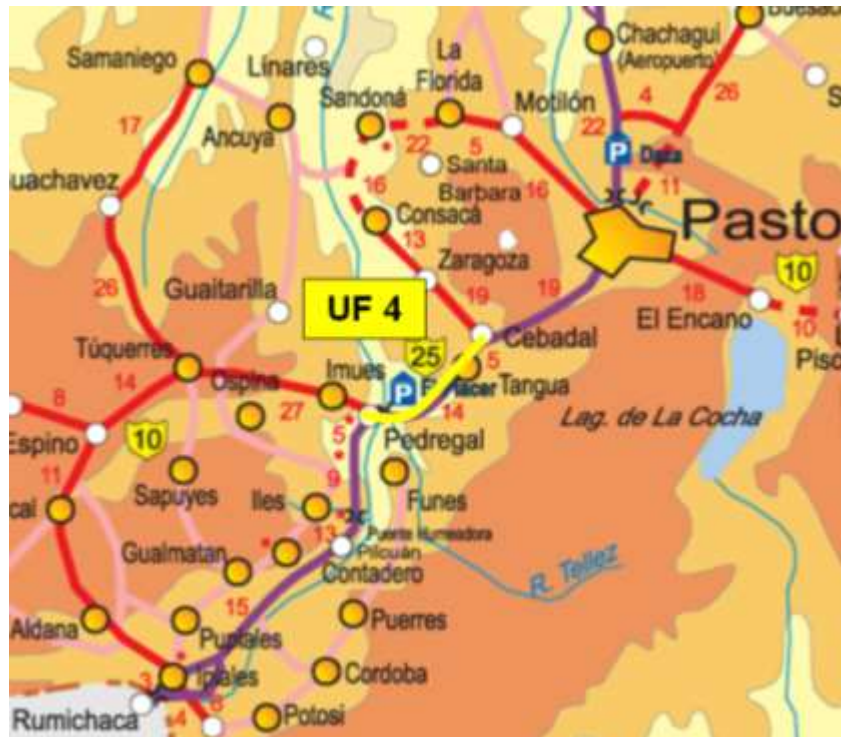 Samaniego
Linares
La
Florida
Chachagui
(Aeropuerto)
Sandoná
Motilón
Ancuya
17
22
5
22
4
26
Santa
Barbara
16
16
11
Consacá
Pasto
13
Zaragoza
19
19
18
10
El Encano
10
Guaitarilla
UF 4
Cebadal
26
Túquerres
Imues
25
5
Tangua
14
Ospina
27
14
Lag. de La Cocha
8
Espino
10
5
Pedregal
11
Sapuyes
9
Iles
Funes
Gualmatan
13
Pilcuán
Contadero
R. Tellez
15
Aldana
Pupiales
Puerres
3
Ipiales
Cordoba
Rumichaca
4
6
Potosi